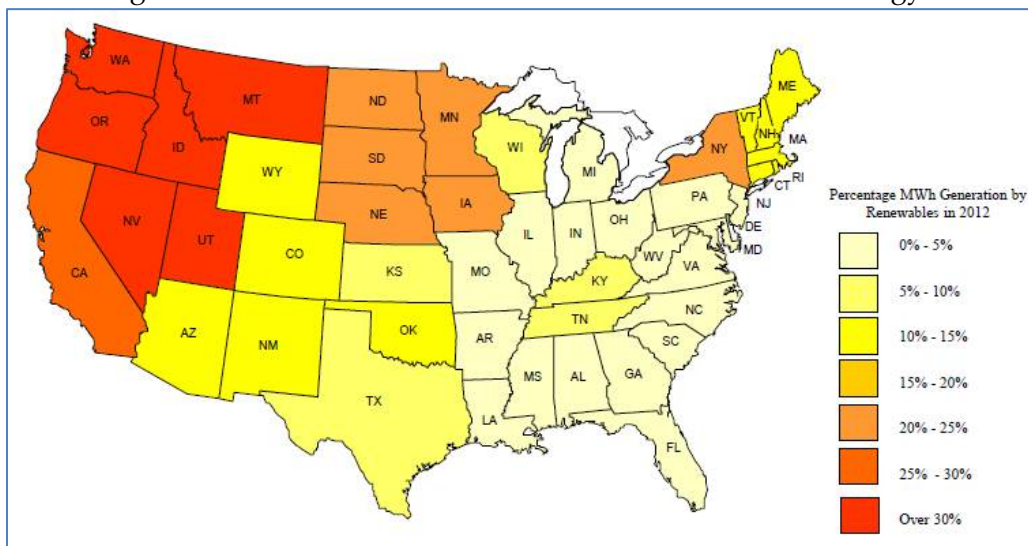 WA
MT
ND
MN
ME
VT
NH
MA
OR
ID
SD
WI
NY
WY
MI
RI
CT
IA
PA
NJ
NE
NV
UT
CO
IL
IN
OH
DE
MD
WV
VA
CA
KS
MO
KY
NC
TN
AZ
NM
OK
AR
SC
MS
AL
GA
TX
LA
FL
Percentage MWh Generation by
Renewables in 2012
0% - 5%
5% - 10%
10% - 15%
15% - 20%
20% - 25%
25% - 30%
Over 30%